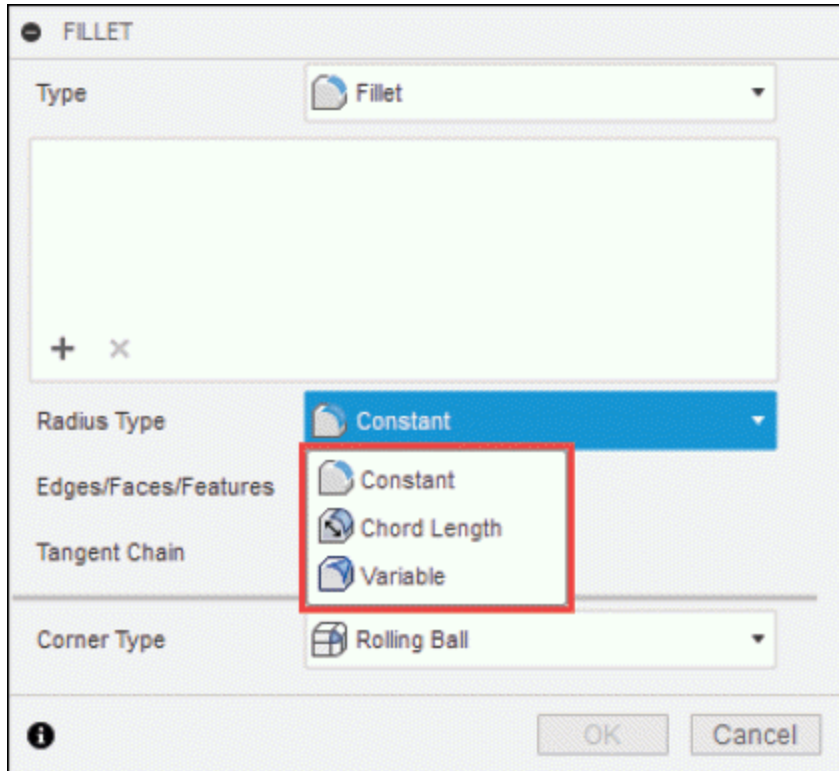 FILLET
Type Fillet
Radius Type Constant
Constant
Edges/Faces/Features
Chord Length
Tangent Chain
Variable
Corner Type Rolling Ball
OK Cancel